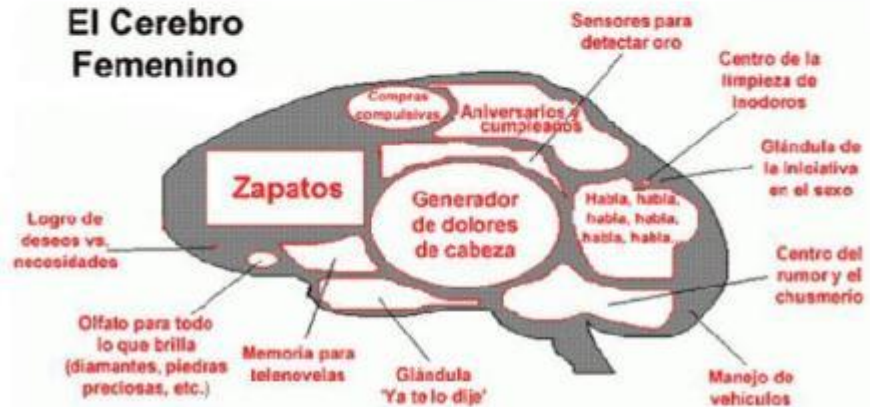 El Cerebro
Femenino
Sensores para
detectar oro
Centro de la
limpieza de
Inodoros
Compras
compulsivas
Aniversarios y
cumpleaños
Glándula de
la iniciativa
en el sexo
Zapatos
Generador
de dolores
de cabeza
Habla, habla,
habla, habla,
habla, habla...
Logro de
deseos vs.
necesidades
Centro del
rumor y el
chusmerío
Olfato para todo
lo que brilla
(diamantes, piedras
preciosas, etc.)
Memoria para
telenovelas
Glándula
'Ya te lo dije'
Manejo de
vehículos